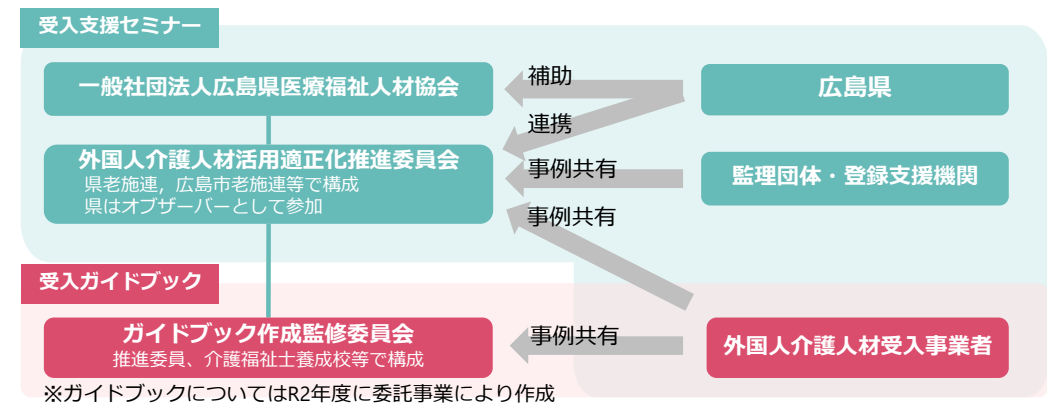 受入支援セミナー
一般社団法人広島県医療福祉人材協会
補助
広島県
連携
外国人介護人材活用適正化推進委員会
県老施連，広島市老施連等で構成
県はオブザーバーとして参加
事例共有
監理団体・登録支援機関
事例共有
受入ガイドブック
ガイドブック作成監修委員会
推進委員、介護福祉士養成校等で構成
事例共有
外国人介護人材受入事業者
※ガイドブックについてはR2年度に委託事業により作成